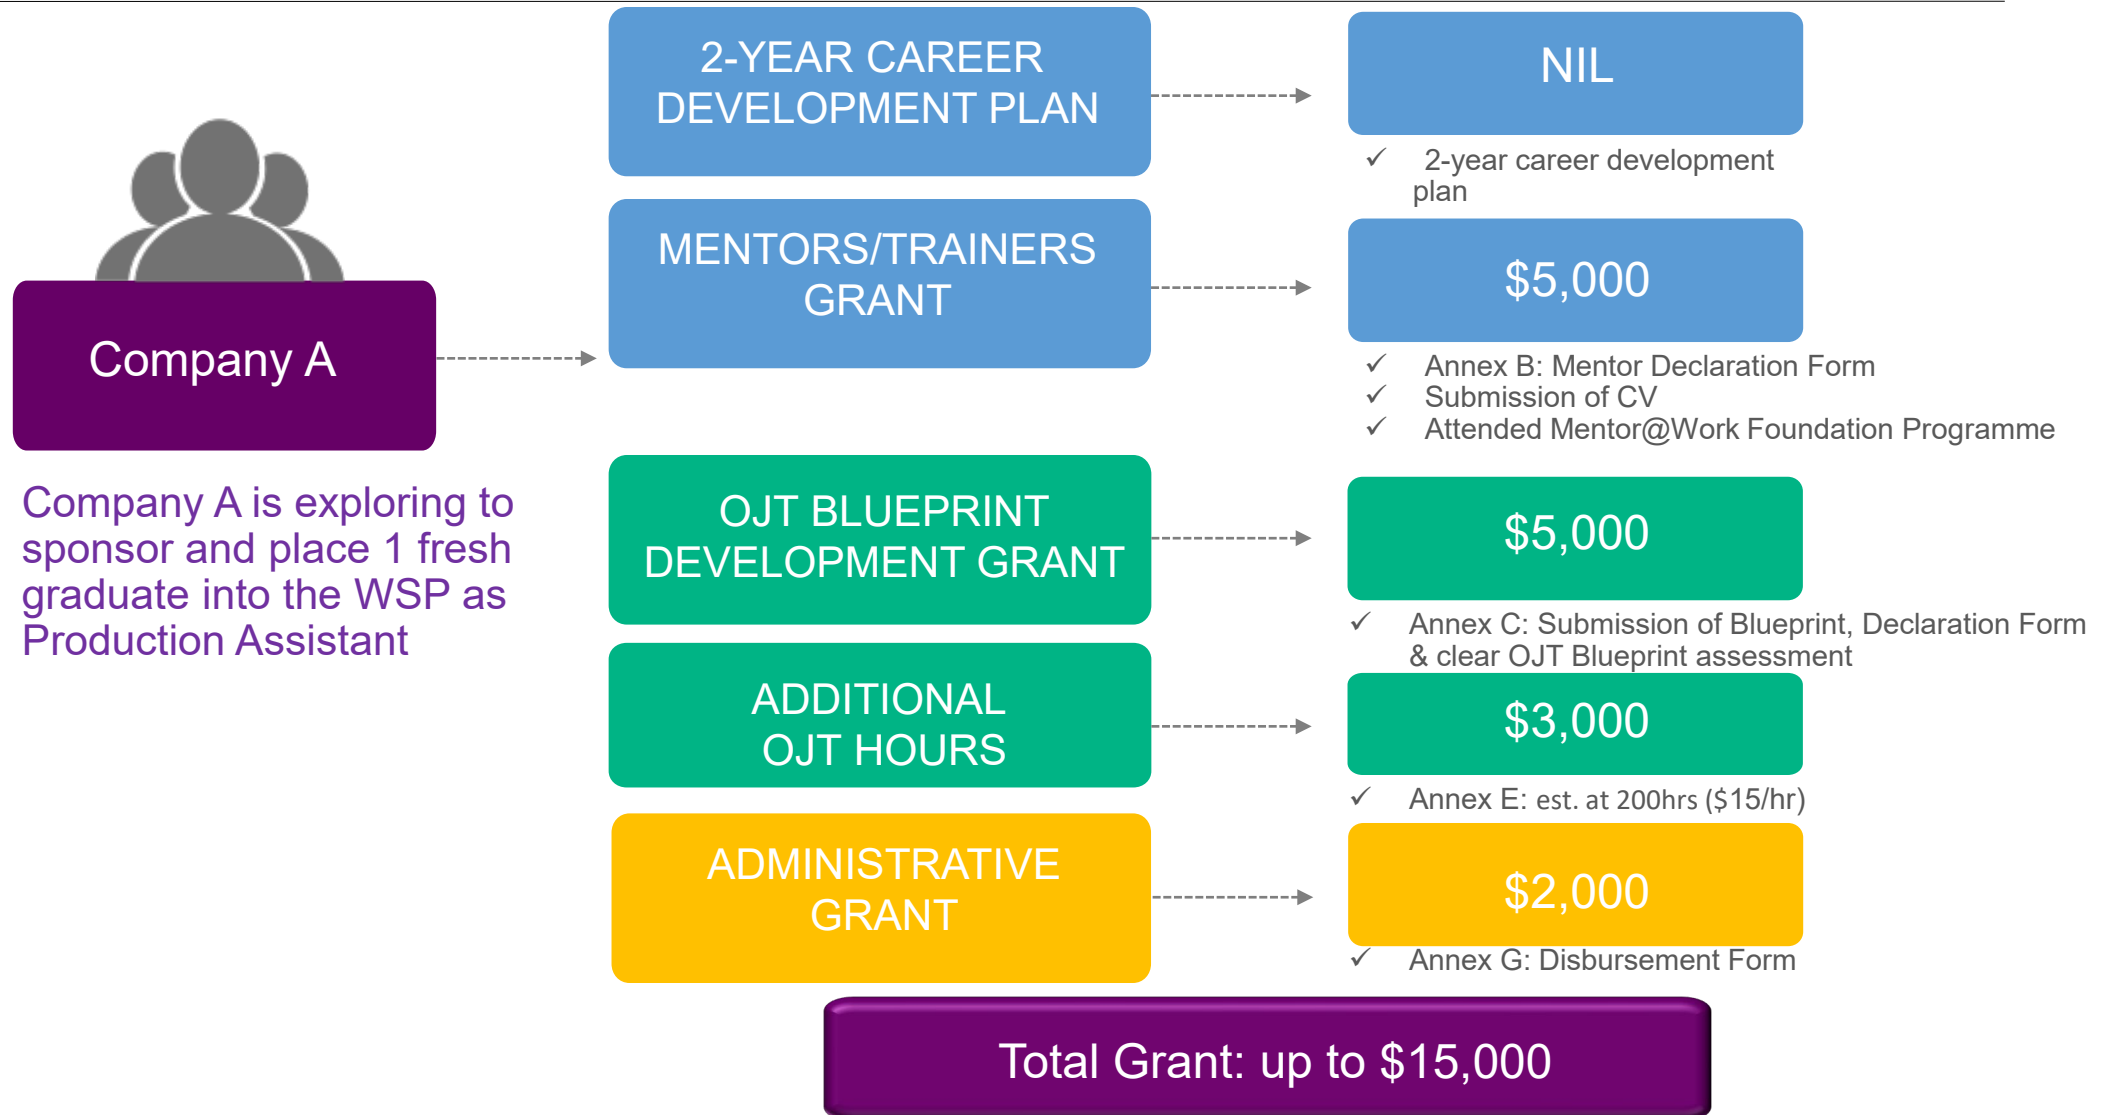 2-YEAR CAREER
DEVELOPMENT PLAN
NIL
✓ 2-year career development
plan
MENTORS/TRAINERS
GRANT
$5,000
✓ Annex B: Mentor Declaration Form
✓ Submission of CV
✓ Attended Mentor@Work Foundation Programme
Company A
Company A is exploring to
sponsor and place 1 fresh
graduate into the WSP as
Production Assistant
OJT BLUEPRINT
DEVELOPMENT GRANT
$5,000
✓ Annex C: Submission of Blueprint, Declaration Form
& clear OJT Blueprint assessment
ADDITIONAL
OJT HOURS
$3,000
✓ Annex E: est. at 200hrs ($15/hr)
ADMINISTRATIVE
GRANT
$2,000
✓ Annex G: Disbursement Form
Total Grant: up to $15,000